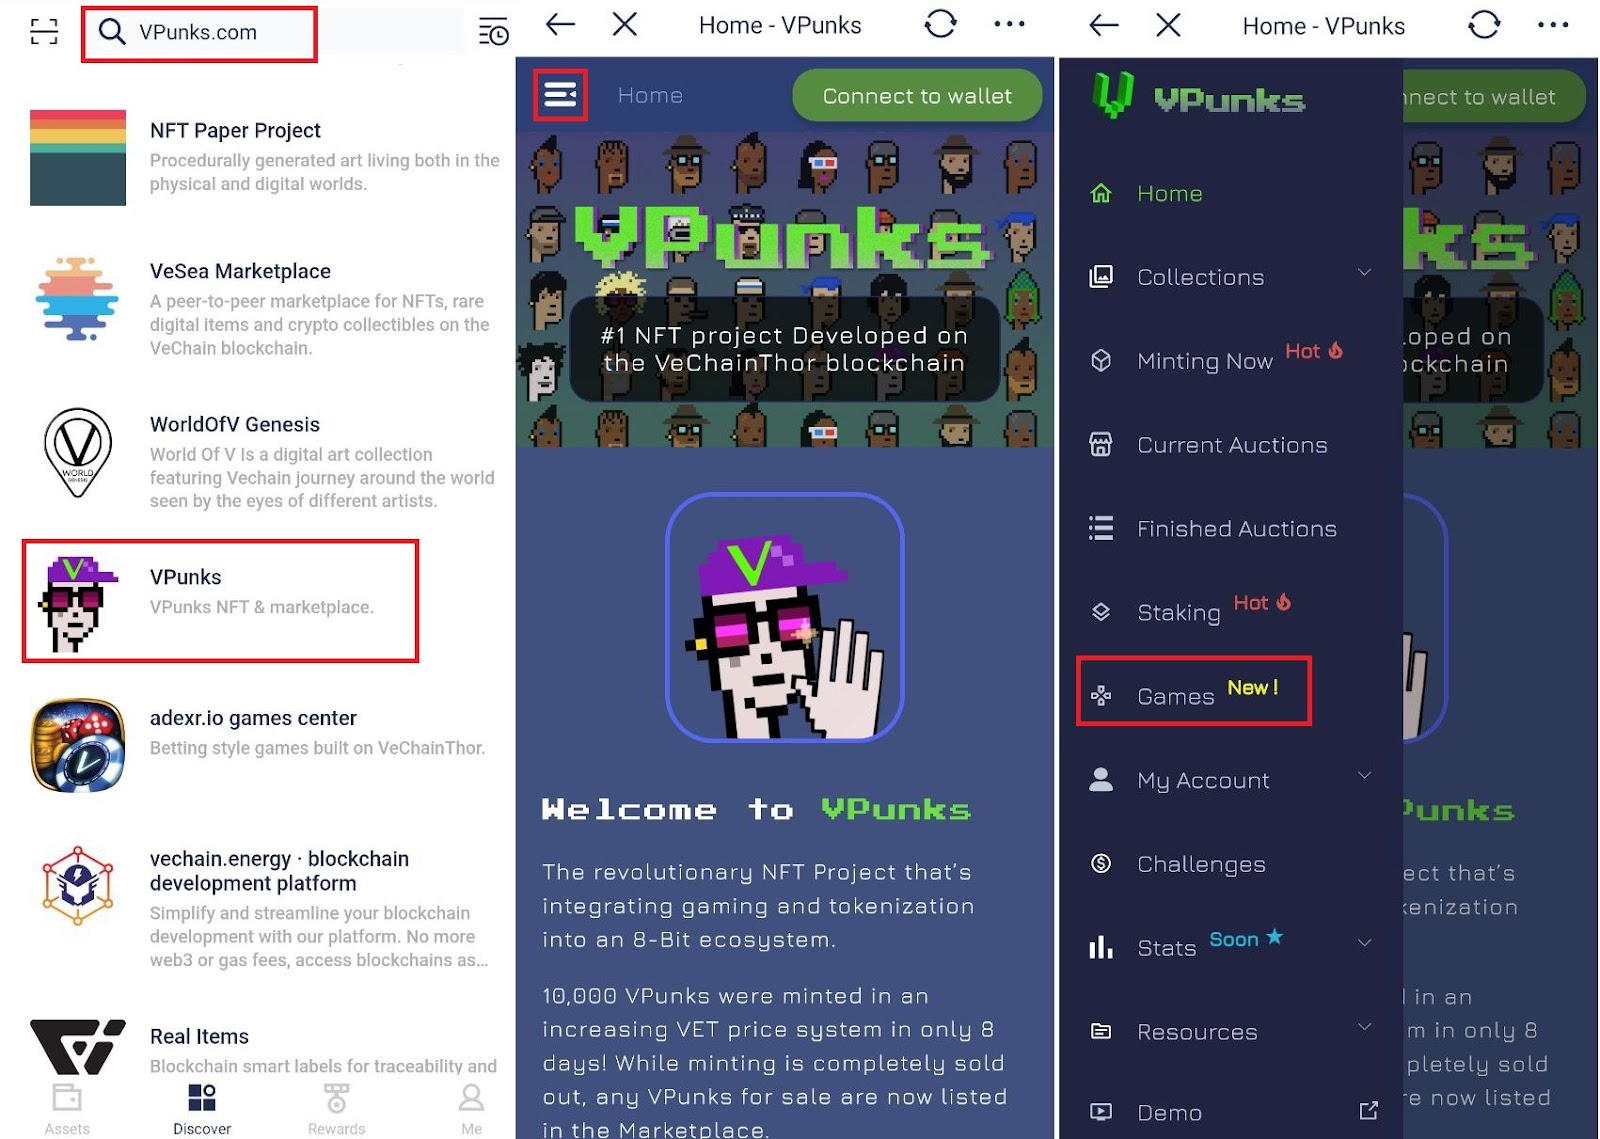 VPunks.com
NFT Paper Project
Procedurally generated art living both in the
physical and digital worlds.
VeSea Marketplace
A peer-to-peer marketplace for NFTs, rare
digital items and crypto collectibles on the
VeChain blockchain.
WorldOfV Genesis
World Of V Is a digital art collection
featuring Vechain journey around the world
seen by the eyes of different artists.
WORLD
GENESIS
VPunks
VPunks NFT & marketplace.
adexr.io games center
Betting style games built on VeChainThor.
vechain.energy · blockchain
development platform
Simplify and streamline your blockchain
development with our platform. No more
web3 or gas fees, access blockchains as...
Real Items
Blockchain smart labels for traceability and
Assets
Discover
Rewards
Me
Home - VPunks
Home
Connect to wallet
VPunks
#1 NFT project Developed on
the VeChainThor blockchain
V
Welcome to VPunks
The revolutionary NFT Project that's
integrating gaming and tokenization
into an 8-Bit ecosystem.
10,000 VPunks were minted in an
increasing VET price system in only 8
days! While minting is completely sold
out, any VPunks for sale are now listed
in the Marketplace.
Home - VPunks
VPunks
Home
Collections
Minting Now Hot
Current Auctions
Finished Auctions
Staking Hot
Games New!
My Account
Challenges
Stats Soon
Resources
Demo
nnect to wallet
ks
loped on
ockchain
Punks
ect that's
kenization
l in an
m in only 8
pletely sold
re now listed